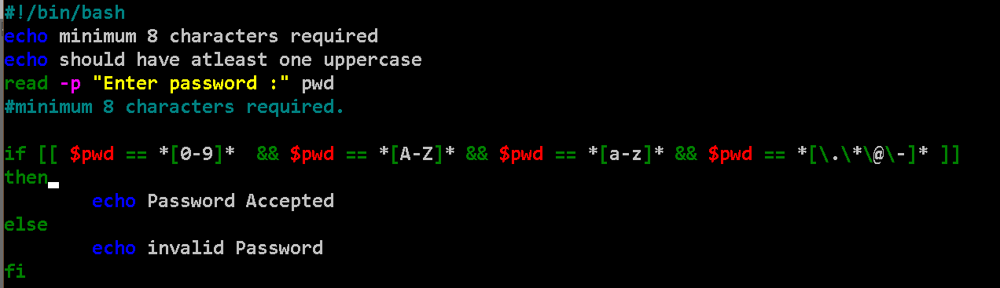 #!/bin/bash
echo minimum 8 characters required
echo should have atleast one uppercase
read -p "Enter password :" pwd
#minimum 8 characters required.
if [[ $pwd == *[0-9]*  && $pwd == *[A-Z]* && $pwd == *[a-z]* && $pwd == *[\.\*\@\-]* ]]
then
        echo Password Accepted
else
        echo invalid Password
fi